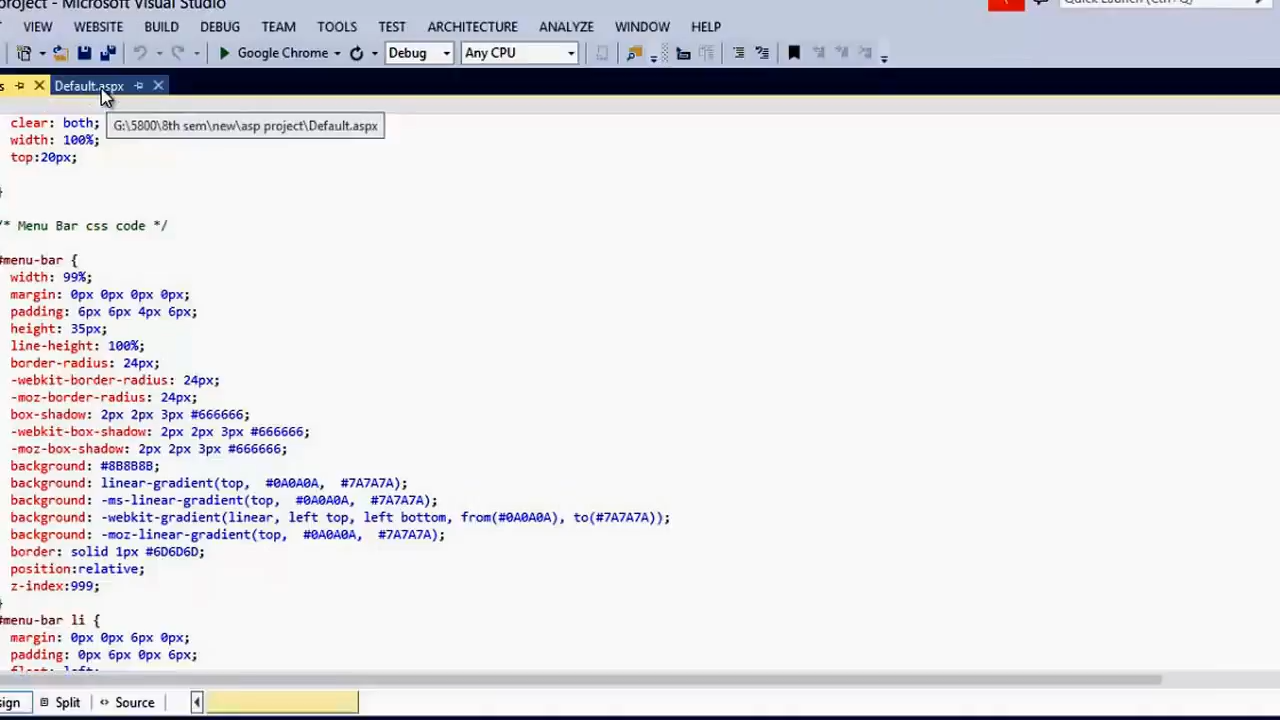 project - Microsoft Visual Studio
Quick Launch (Ctrl+Q)
VIEW WEBSITE BUILD DEBUG TEAM TOOLS TEST ARCHITECTURE ANALYZE WINDOW HELP
Google Chrome Debug Any CPU
s Default.aspx
G:\5800\8th sem\new\asp project\Default.aspx
clear: both;
width: 100%;
top:20px;
}
/* Menu Bar css code */
#menu-bar {
width: 99%;
margin: 0px 0px 0px 0px;
padding: 6px 6px 4px 6px;
height: 35px;
line-height: 100%;
border-radius: 24px;
-webkit-border-radius: 24px;
-moz-border-radius: 24px;
box-shadow: 2px 2px 3px #666666;
-webkit-box-shadow: 2px 2px 3px #666666;
-moz-box-shadow: 2px 2px 3px #666666;
background: #8B8B8B;
background: linear-gradient(top, #0A0A0A, #7A7A7A);
background: -ms-linear-gradient(top, #0A0A0A, #7A7A7A);
background: -webkit-gradient(linear, left top, left bottom, from(#0A0A0A), to(#7A7A7A));
background: -moz-linear-gradient(top, #0A0A0A, #7A7A7A);
border: solid 1px #6D6D6D;
position:relative;
z-index:999;
}
#menu-bar li {
margin: 0px 0px 6px 0px;
padding: 0px 6px 0px 6px;
float: left;
sign Split Source